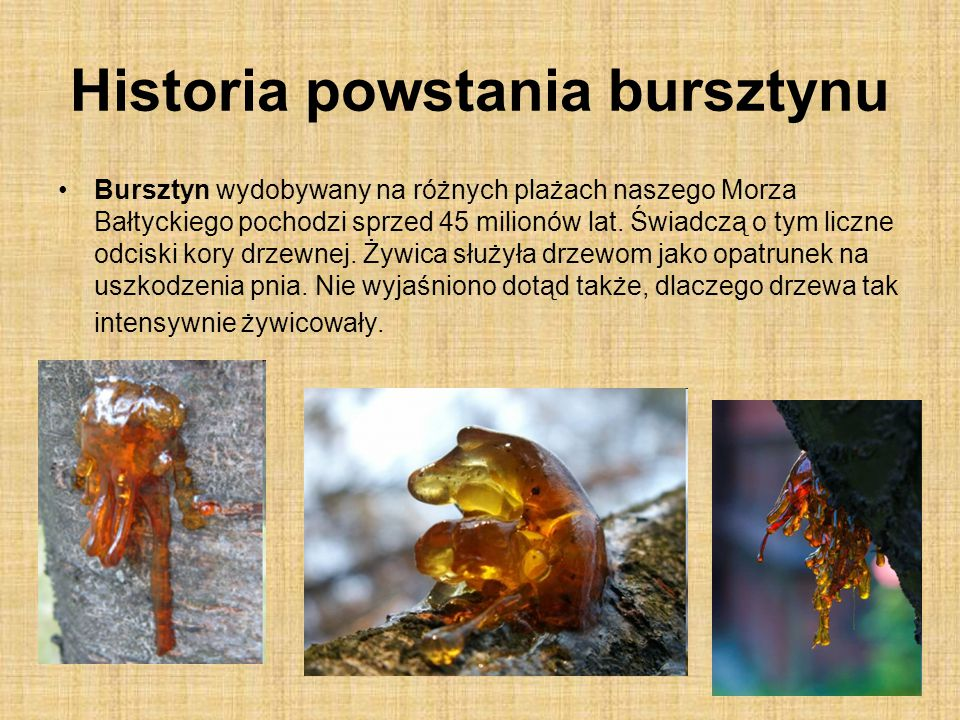 Historia powstania bursztynu
• Bursztyn wydobywany na różnych plażach naszego Morza
Bałtyckiego pochodzi sprzed 45 milionów lat. Świadczą o tym liczne
odciski kory drzewnej. Żywica służyła drzewom jako opatrunek na
uszkodzenia pnia. Nie wyjaśniono dotąd także, dlaczego drzewa tak
intensywnie żywicowały.